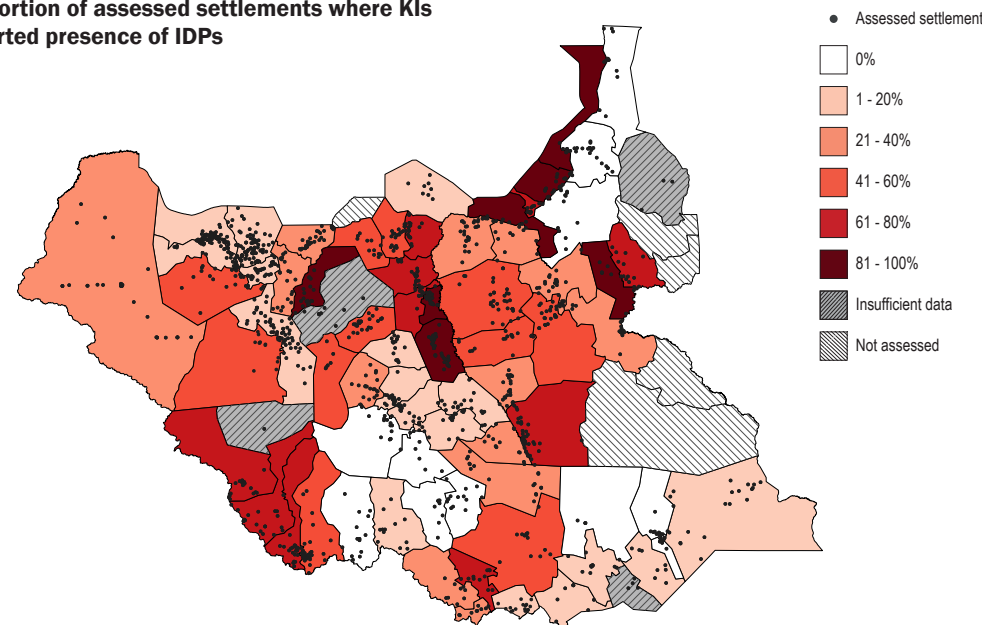 ortion of assessed settlements where KIs
rted presence of IDPs
Assessed settlement
0%
1 - 20%
21 - 40%
41 - 60%
61 - 80%
81 - 100%
Insufficient data
Not assessed